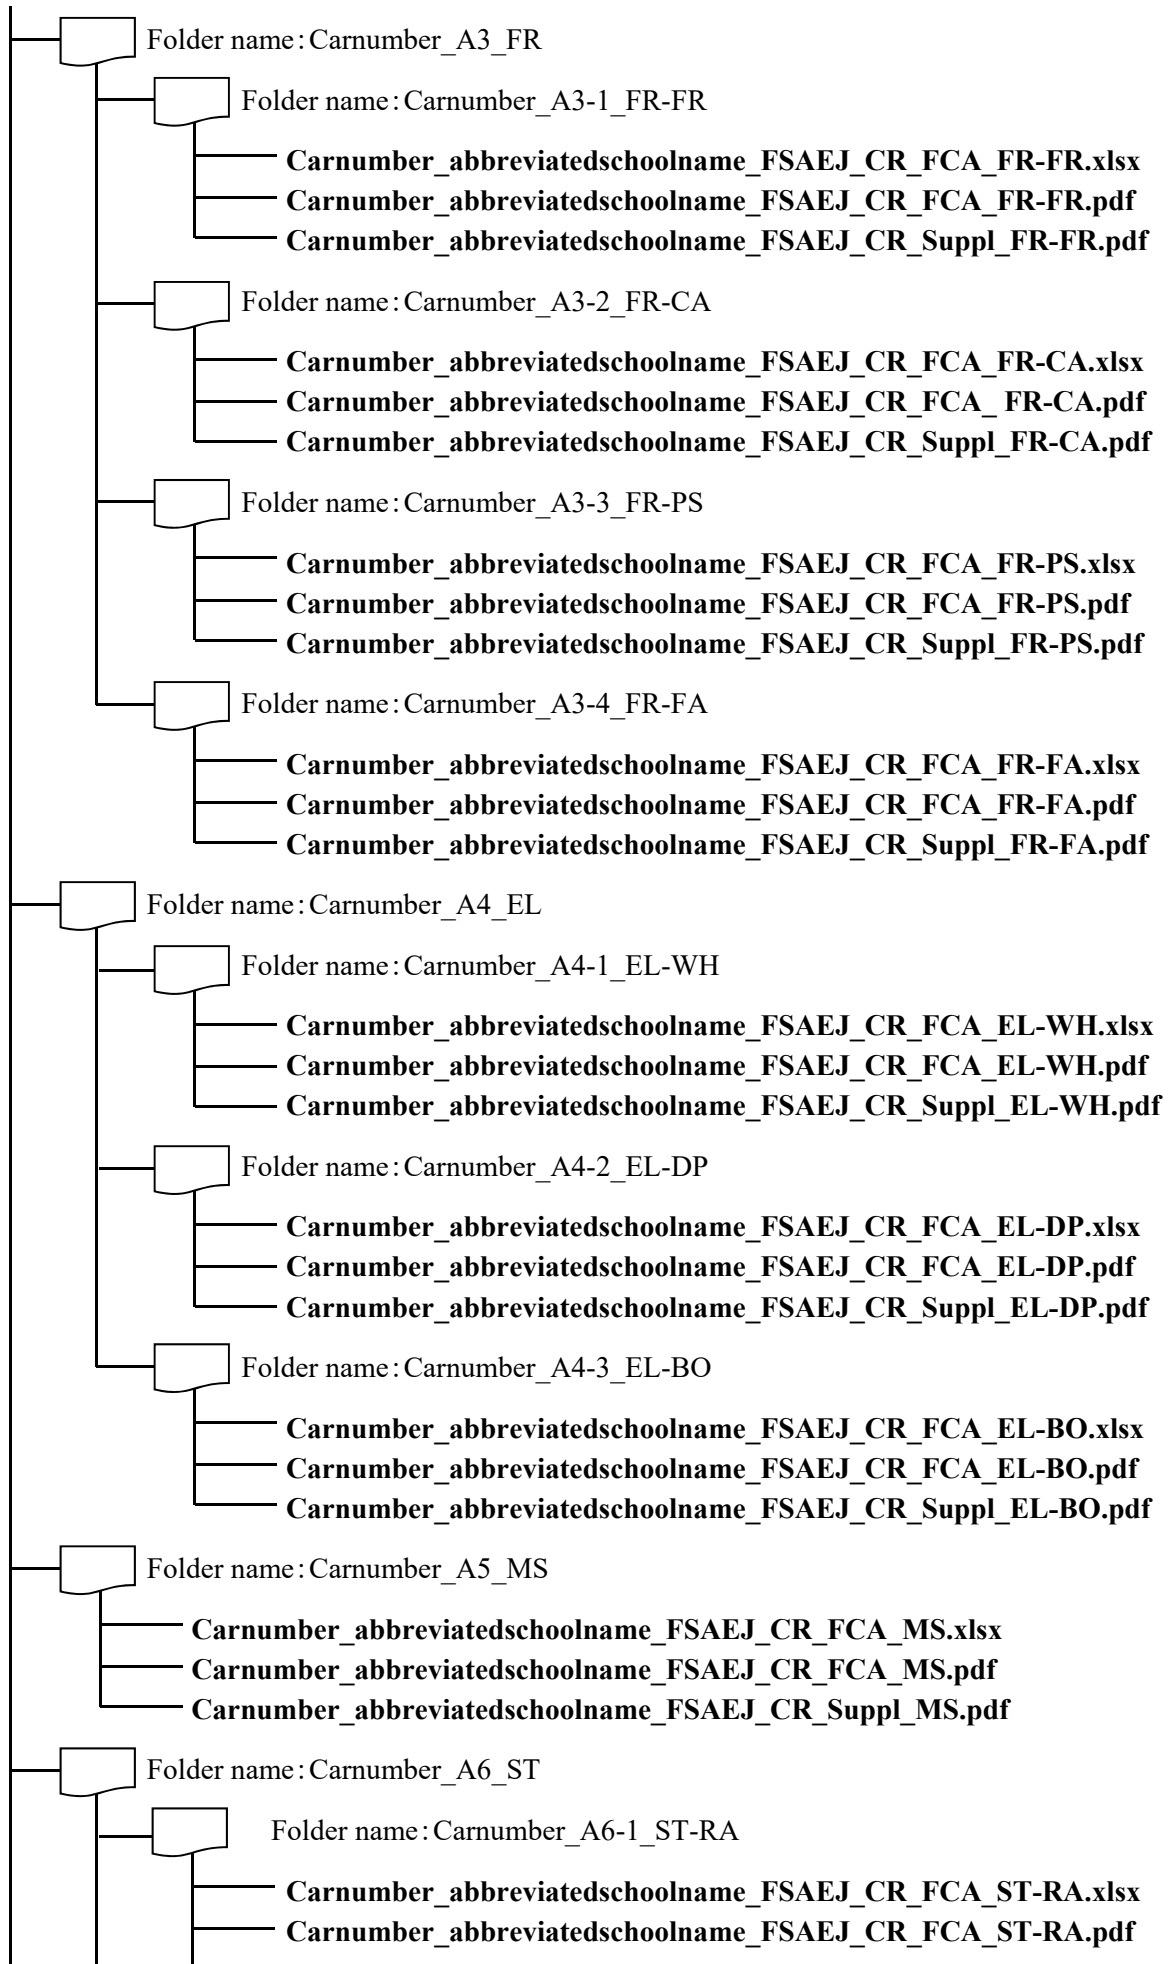 Folder name:Carnumber_A3_FR
Folder name:Carnumber_A3-1_FR-FR
Carnumber_abbreviatedschoolname_FSAEJ_CR_FCA_FR-FR.xlsx
Carnumber_abbreviatedschoolname_FSAEJ_CR_FCA_FR-FR.pdf
Carnumber_abbreviatedschoolname_FSAEJ_CR_Suppl_FR-FR.pdf
Folder name:Carnumber_A3-2_FR-CA
Carnumber_abbreviatedschoolname_FSAEJ_CR_FCA_FR-CA.xlsx
Carnumber_abbreviatedschoolname_FSAEJ_CR_FCA_ FR-CA.pdf
Carnumber_abbreviatedschoolname_FSAEJ_CR_Suppl_FR-CA.pdf
Folder name:Carnumber_A3-3_FR-PS
Carnumber_abbreviatedschoolname_FSAEJ_CR_FCA_FR-PS.xlsx
Carnumber_abbreviatedschoolname_FSAEJ_CR_FCA_FR-PS.pdf
Carnumber_abbreviatedschoolname_FSAEJ_CR_Suppl_FR-PS.pdf
Folder name:Carnumber_A3-4_FR-FA
Carnumber_abbreviatedschoolname_FSAEJ_CR_FCA_FR-FA.xlsx
Carnumber_abbreviatedschoolname_FSAEJ_CR_FCA_FR-FA.pdf
Carnumber_abbreviatedschoolname_FSAEJ_CR_Suppl_FR-FA.pdf
Folder name:Carnumber_A4_EL
Folder name:Carnumber_A4-1_EL-WH
Carnumber_abbreviatedschoolname_FSAEJ_CR_FCA_EL-WH.xlsx
Carnumber_abbreviatedschoolname_FSAEJ_CR_FCA_EL-WH.pdf
Carnumber_abbreviatedschoolname_FSAEJ_CR_Suppl_EL-WH.pdf
Folder name:Carnumber_A4-2_EL-DP
Carnumber_abbreviatedschoolname_FSAEJ_CR_FCA_EL-DP.xlsx
Carnumber_abbreviatedschoolname_FSAEJ_CR_FCA_EL-DP.pdf
Carnumber_abbreviatedschoolname_FSAEJ_CR_Suppl_EL-DP.pdf
Folder name:Carnumber_A4-3_EL-BO
Carnumber_abbreviatedschoolname_FSAEJ_CR_FCA_EL-BO.xlsx
Carnumber_abbreviatedschoolname_FSAEJ_CR_FCA_EL-BO.pdf
Carnumber_abbreviatedschoolname_FSAEJ_CR_Suppl_EL-BO.pdf
Folder name:Carnumber_A5_MS
Carnumber_abbreviatedschoolname_FSAEJ_CR_FCA_MS.xlsx
Carnumber_abbreviatedschoolname_FSAEJ_CR_FCA_MS.pdf
Carnumber_abbreviatedschoolname_FSAEJ_CR_Suppl_MS.pdf
Folder name:Carnumber_A6_ST
Folder name:Carnumber_A6-1_ST-RA
Carnumber_abbreviatedschoolname_FSAEJ_CR_FCA_ST-RA.xlsx
Carnumber_abbreviatedschoolname_FSAEJ_CR_FCA_ST-RA.pdf